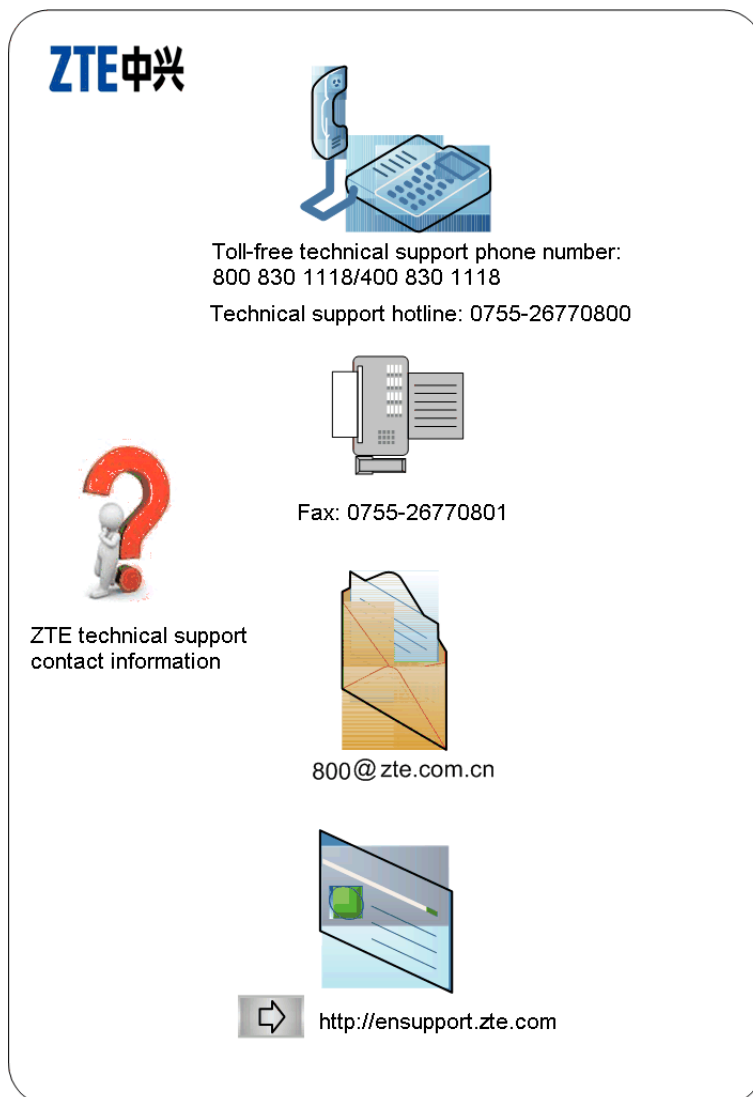 ZTE中兴
Toll-free technical support phone number:
800 830 1118/400 830 1118
Technical support hotline: 0755-26770800
Fax: 0755-26770801
ZTE technical support
contact information
800@zte.com.cn
http://ensupport.zte.com